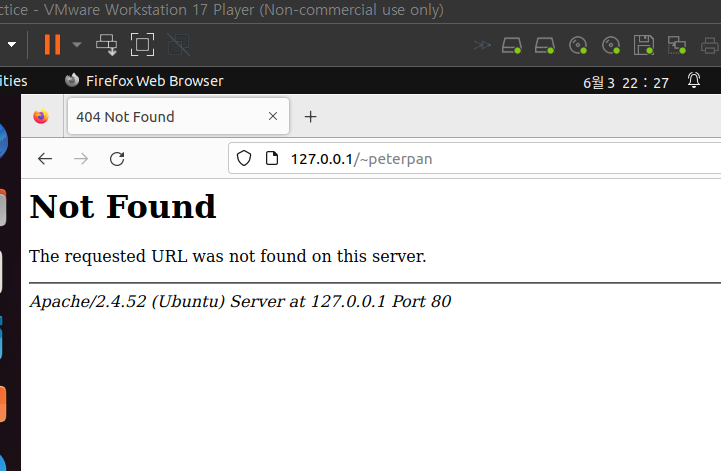 ctice - VMware Workstation 17 Player (Non-commercial use only)
ities
Firefox Web Browser
6월 3 22 : 27
404 Not Found
127.0.0.1/~peterpan
Not Found
The requested URL was not found on this server.
Apache/2.4.52 (Ubuntu) Server at 127.0.0.1 Port 80